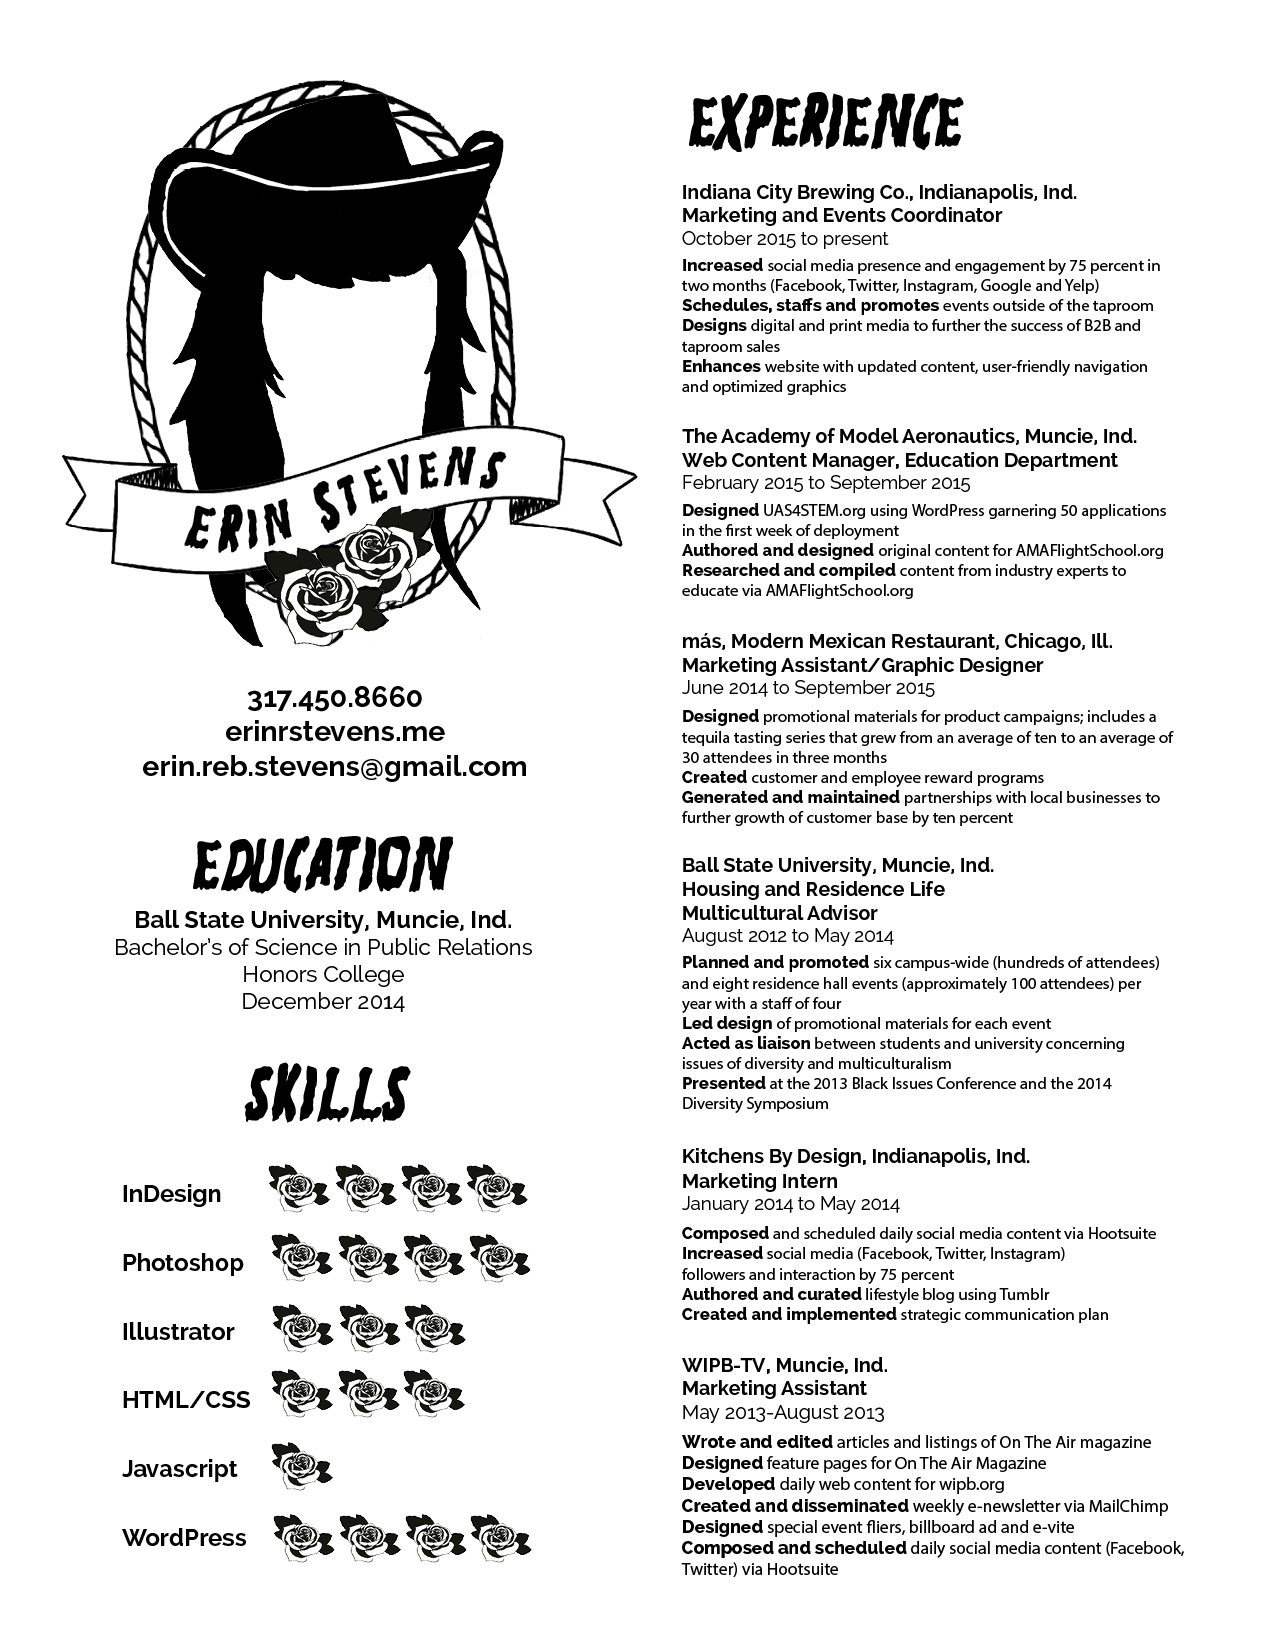 ERIN STEVENS
317.450.8660
erinrstevens.me
erin.reb.stevens@gmail.com
EDUCATION
Ball State University, Muncie, Ind.
Bachelor's of Science in Public Relations
Honors College
December 2014
SKILLS
InDesign
Photoshop
Illustrator
HTML/CSS
Javascript
WordPress
EXPERIENCE
Indiana City Brewing Co., Indianapolis, Ind.
Marketing and Events Coordinator
October 2015 to present
Increased social media presence and engagement by 75 percent in
two months (Facebook, Twitter, Instagram, Google and Yelp)
Schedules, staffs and promotes events outside of the taproom
Designs digital and print media to further the success of B2B and
taproom sales
Enhances website with updated content, user-friendly navigation
and optimized graphics
The Academy of Model Aeronautics, Muncie, Ind.
Web Content Manager, Education Department
February 2015 to September 2015
Designed UAS4STEM.org using WordPress garnering 50 applications
in the first week of deployment
Authored and designed original content for AMAFlightSchool.org
Researched and compiled content from industry experts to
educate via AMAFlightSchool.org
más, Modern Mexican Restaurant, Chicago, Ill.
Marketing Assistant/Graphic Designer
June 2014 to September 2015
Designed promotional materials for product campaigns; includes a
tequila tasting series that grew from an average of ten to an average of
30 attendees in three months
Created customer and employee reward programs
Generated and maintained partnerships with local businesses to
further growth of customer base by ten percent
Ball State University, Muncie, Ind.
Housing and Residence Life
Multicultural Advisor
August 2012 to May 2014
Planned and promoted six campus-wide (hundreds of attendees)
and eight residence hall events (approximately 100 attendees) per
year with a staff of four
Led design of promotional materials for each event
Acted as liaison between students and university concerning
issues of diversity and multiculturalism
Presented at the 2013 Black Issues Conference and the 2014
Diversity Symposium
Kitchens By Design, Indianapolis, Ind.
Marketing Intern
January 2014 to May 2014
Composed and scheduled daily social media content via Hootsuite
Increased social media (Facebook, Twitter, Instagram)
followers and interaction by 75 percent
Authored and curated lifestyle blog using Tumblr
Created and implemented strategic communication plan
WIPB-TV, Muncie, Ind.
Marketing Assistant
May 2013-August 2013
Wrote and edited articles and listings of On The Air magazine
Designed feature pages for On The Air Magazine
Developed daily web content for wipb.org
Created and disseminated weekly e-newsletter via MailChimp
Designed special event fliers, billboard ad and e-vite
Composed and scheduled daily social media content (Facebook,
Twitter) via Hootsuite